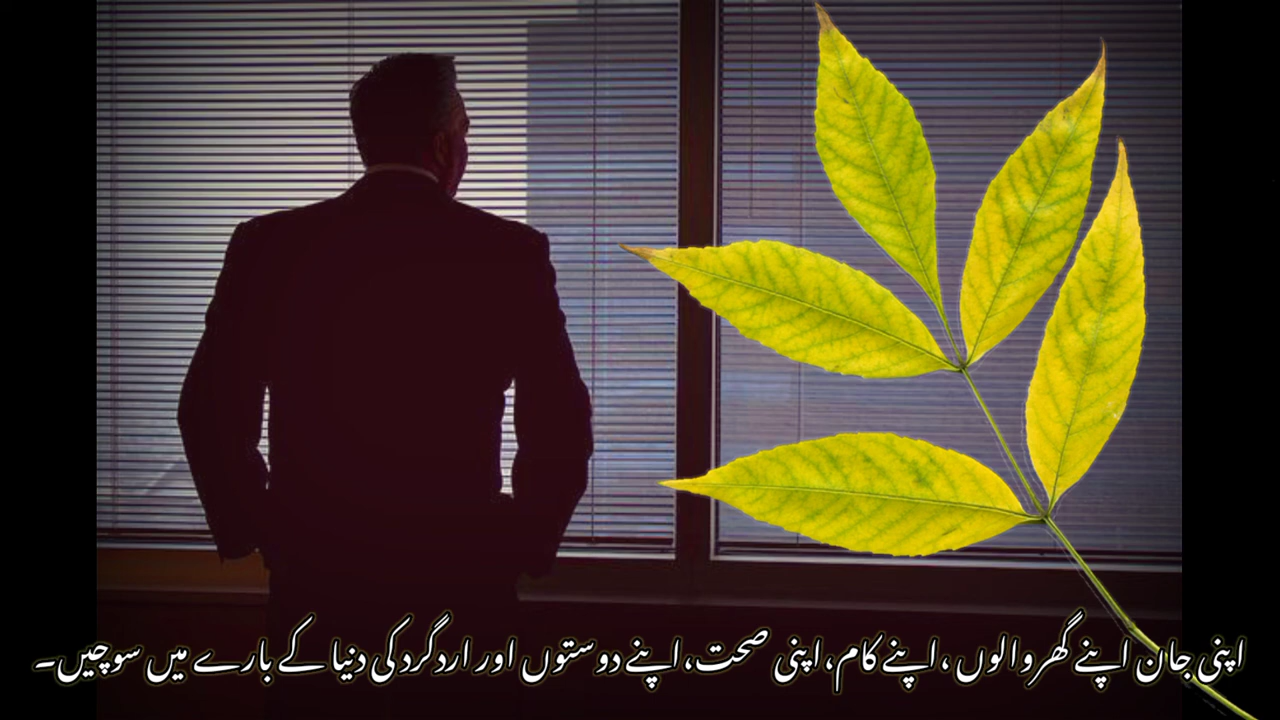 اپنی جان اپنے گھر والوں ، اپنے کام، اپنی صحت، اپنے دوستوں اور اردگرد کی دنیا کے بارے میں سوچیں۔